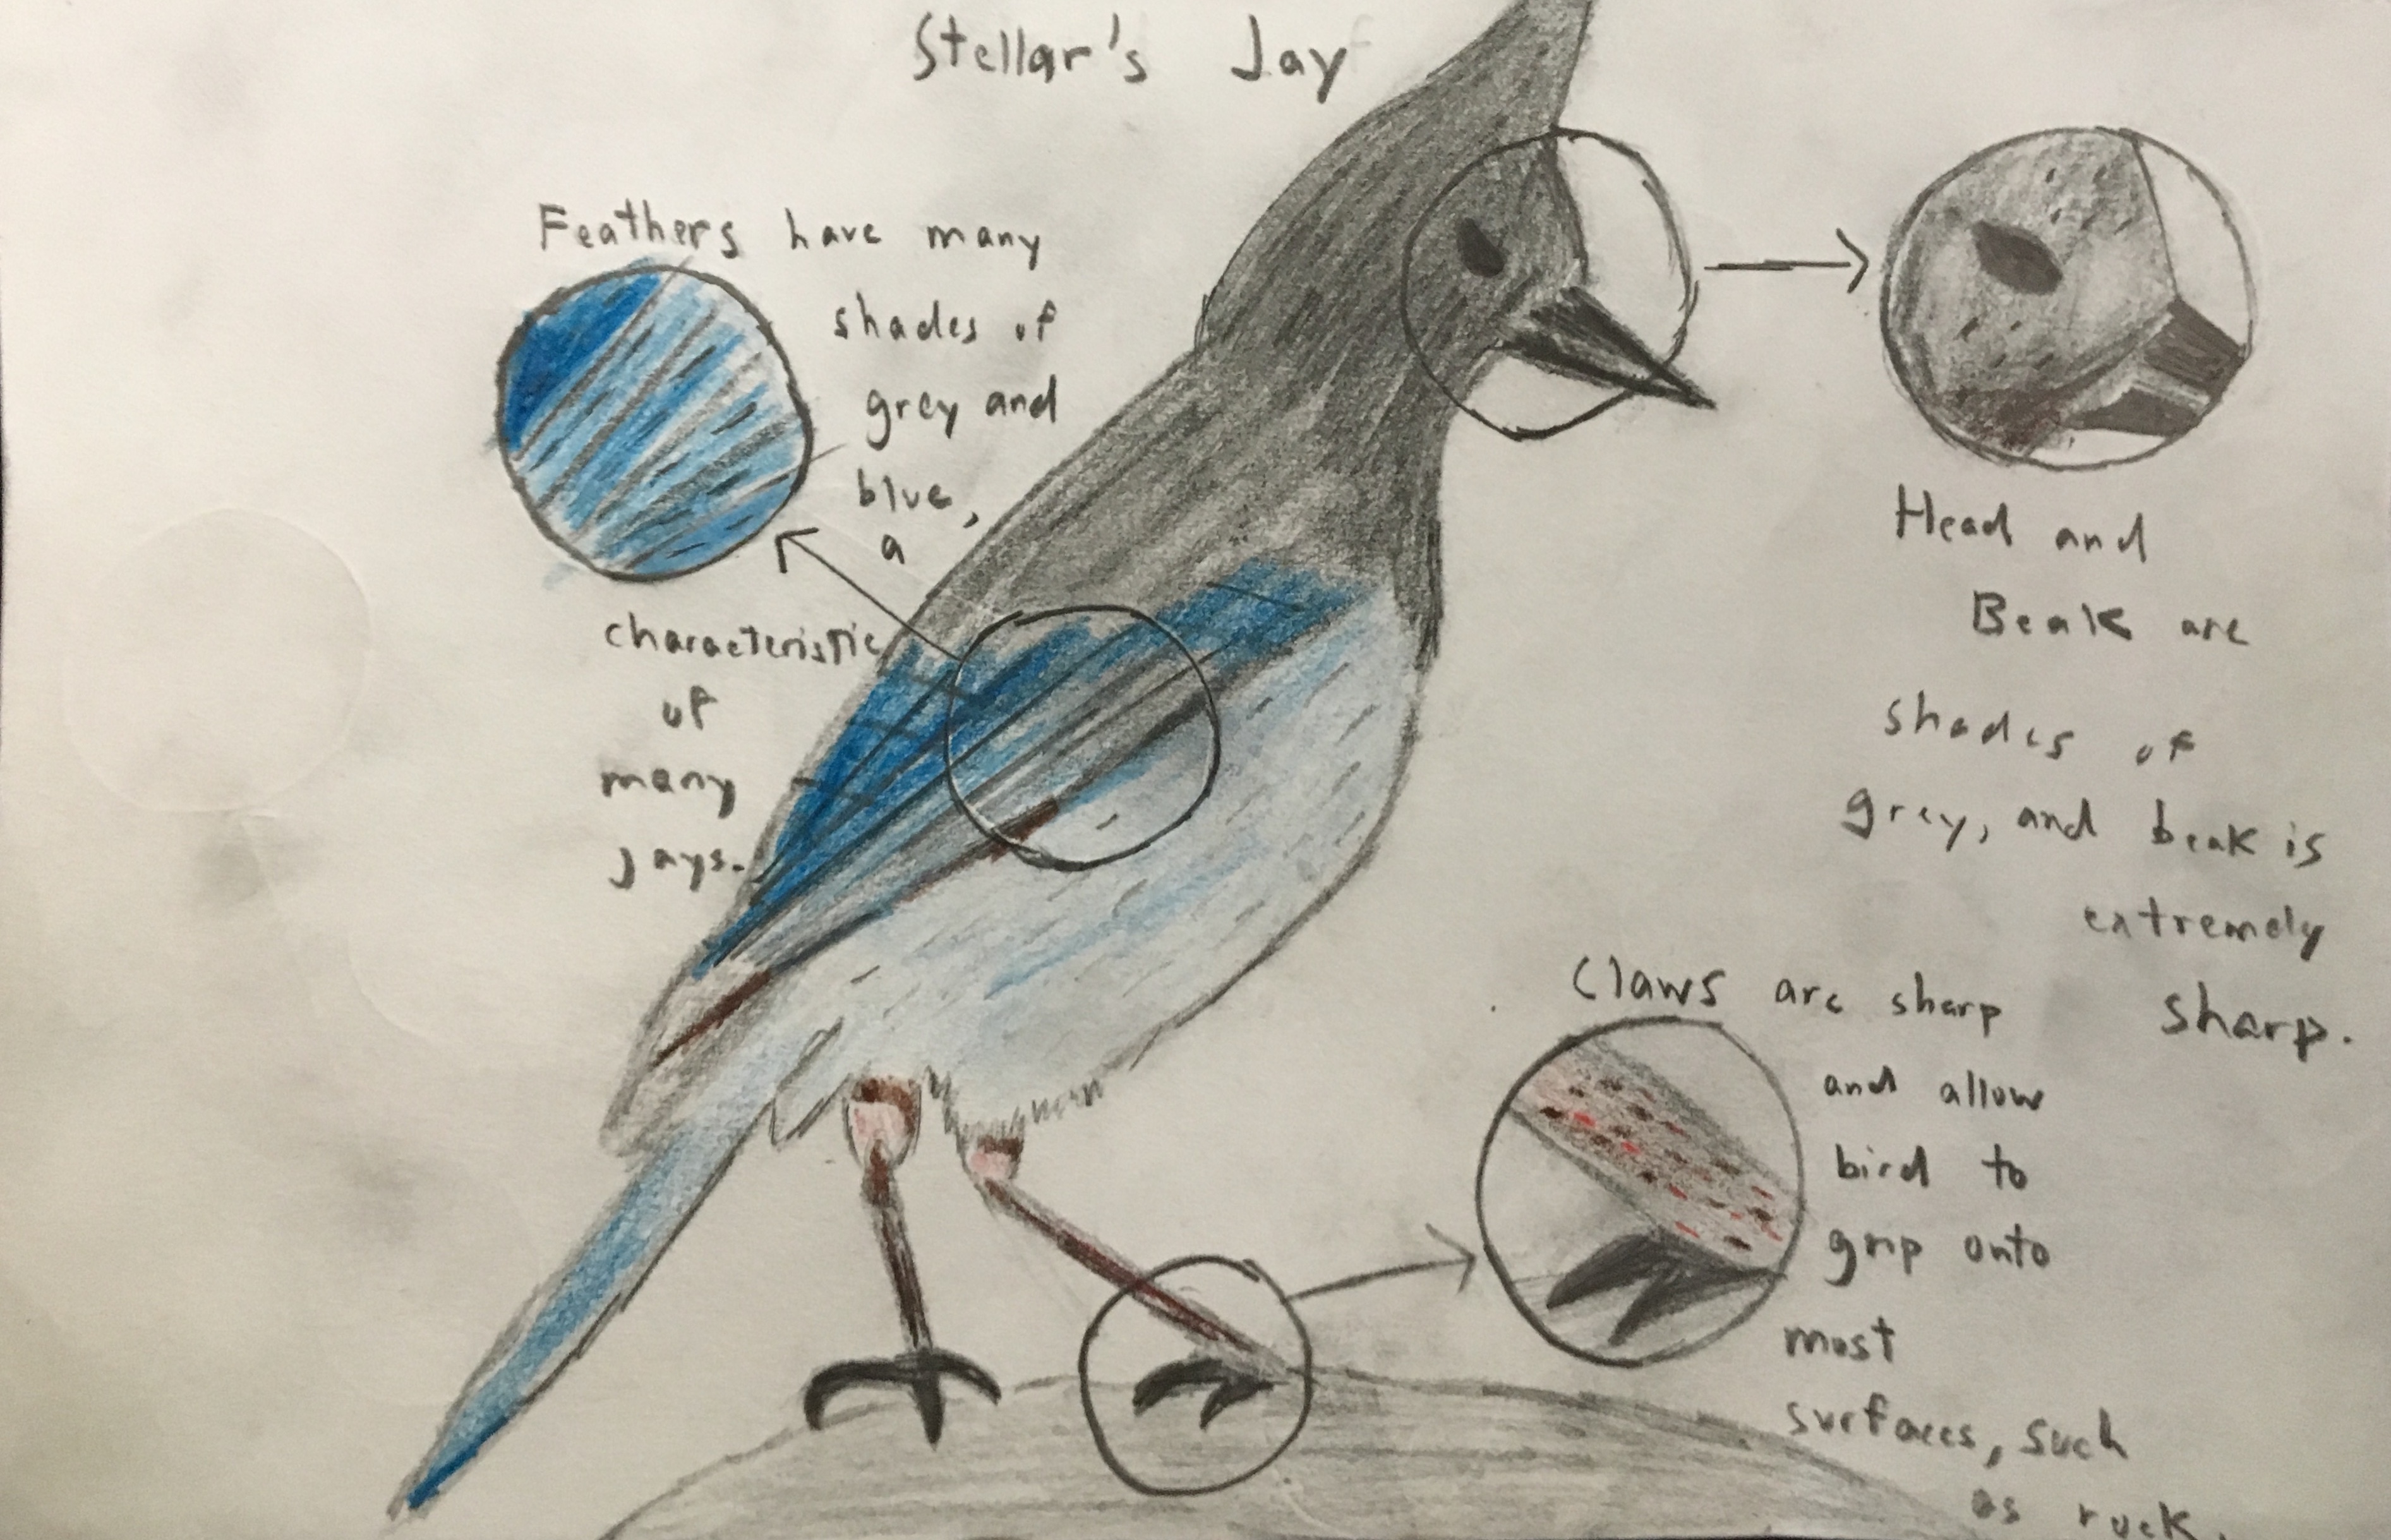 Stellar's Jay
Feathers have many
shades of
grey and
blue,
a
characteristic
of
many
jays.
Head and
Beak are
shades of
grey, and beak is
extremely
sharp.
Claws are sharp
and allow
bird to
grip onto
most
surfaces, such
as rock.